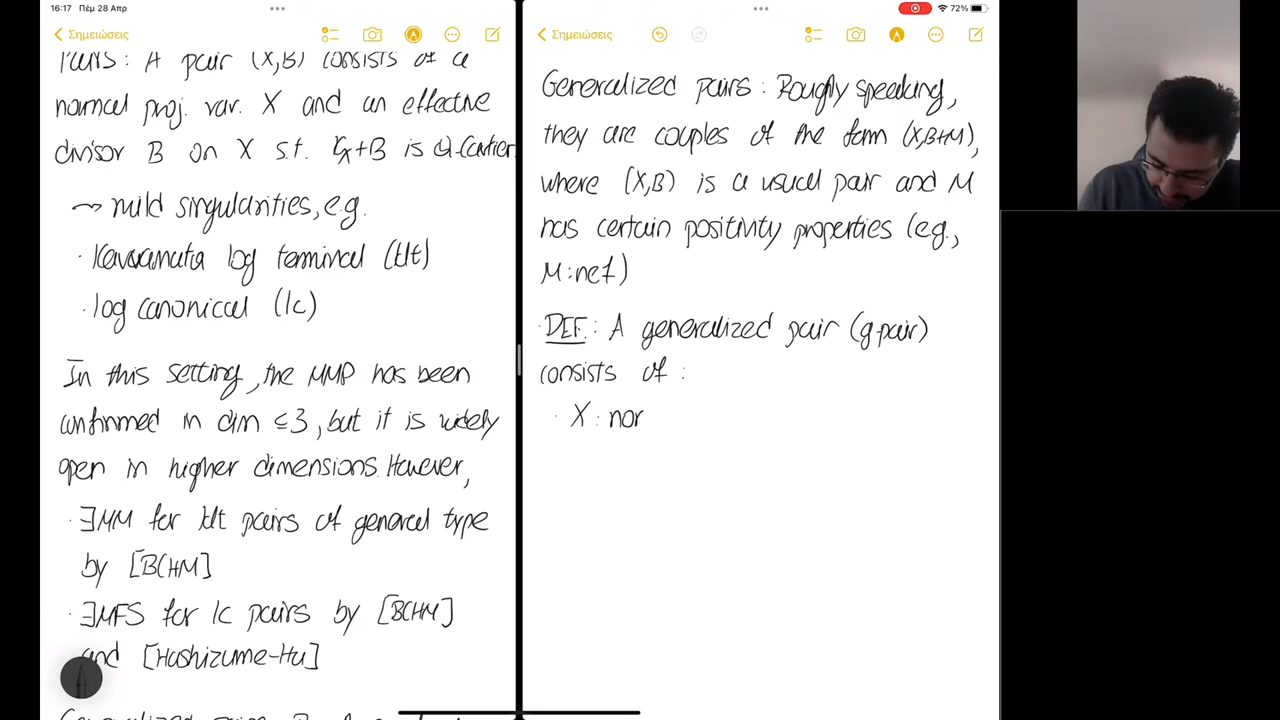 16:17 Πέμ 28 Απρ
72%
Σημειώσεις
Pairs: A pair (X,B) consists of a
normal proj. var. X and an effective
divisor B on X s.t. K_X+B is Q-Cartier.
⇝ mild singularities, e.g.
· Kawamata log terminal (klt)
· log canonical (lc)
In this setting, the MMP has been
confirmed in dim ≤3, but it is widely
open in higher dimensions. However,
· ∃MM for klt pairs of general type
by [BCHM]
· ∃MFS for lc pairs by [BCHM]
and [Hashizume-Hu]
Σημειώσεις
Generalized pairs: Roughly speaking,
they are couples of the form (X,B+M),
where (X,B) is a usual pair and M
has certain positivity properties (e.g.,
M:nef)
·DEF.: A generalized pair (g-pair)
consists of :
· X: nor